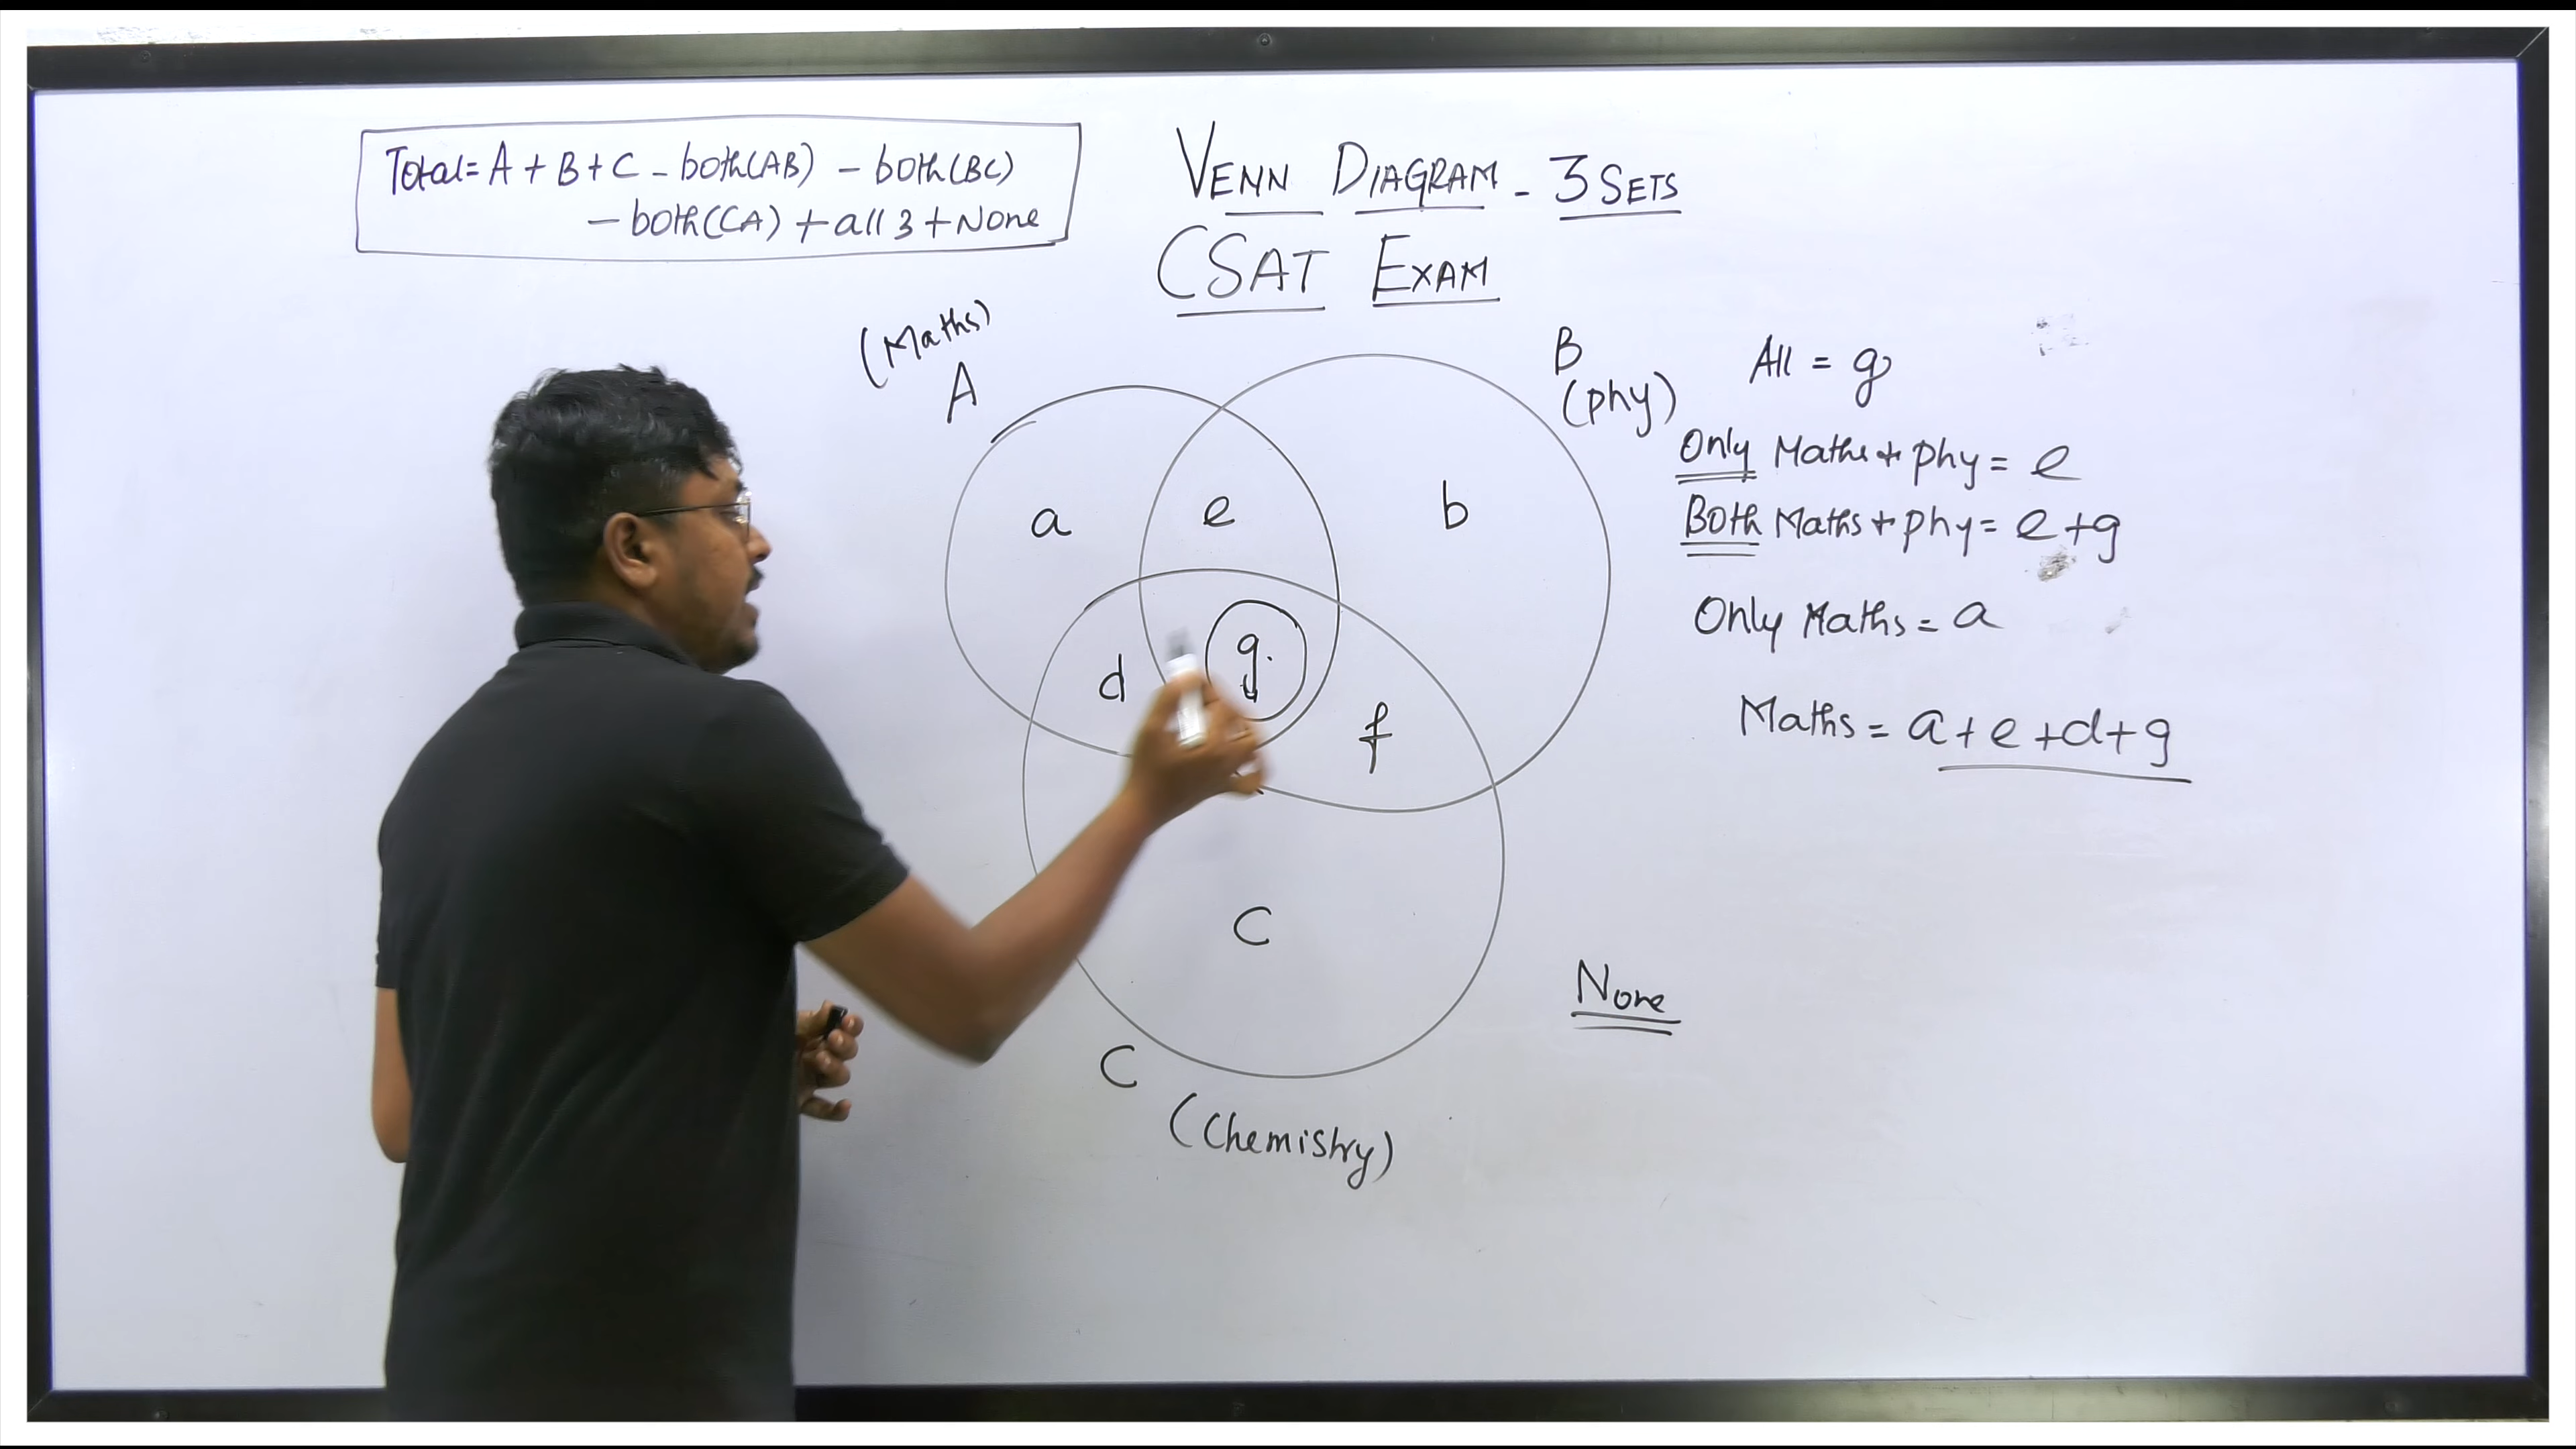 Total = A + B + C - both(AB) - both(BC)
- both(CA) + all 3 + None
VENN DIAGRAM - 3 SETS
CSAT EXAM
(Maths)
A
B
(phy)
a
e
b
d
g
f
C
C
(Chemistry)
None
All = g
Only Maths + phy = e
Both Maths + phy = e + g
Only Maths = a
Maths = a + e + d + g